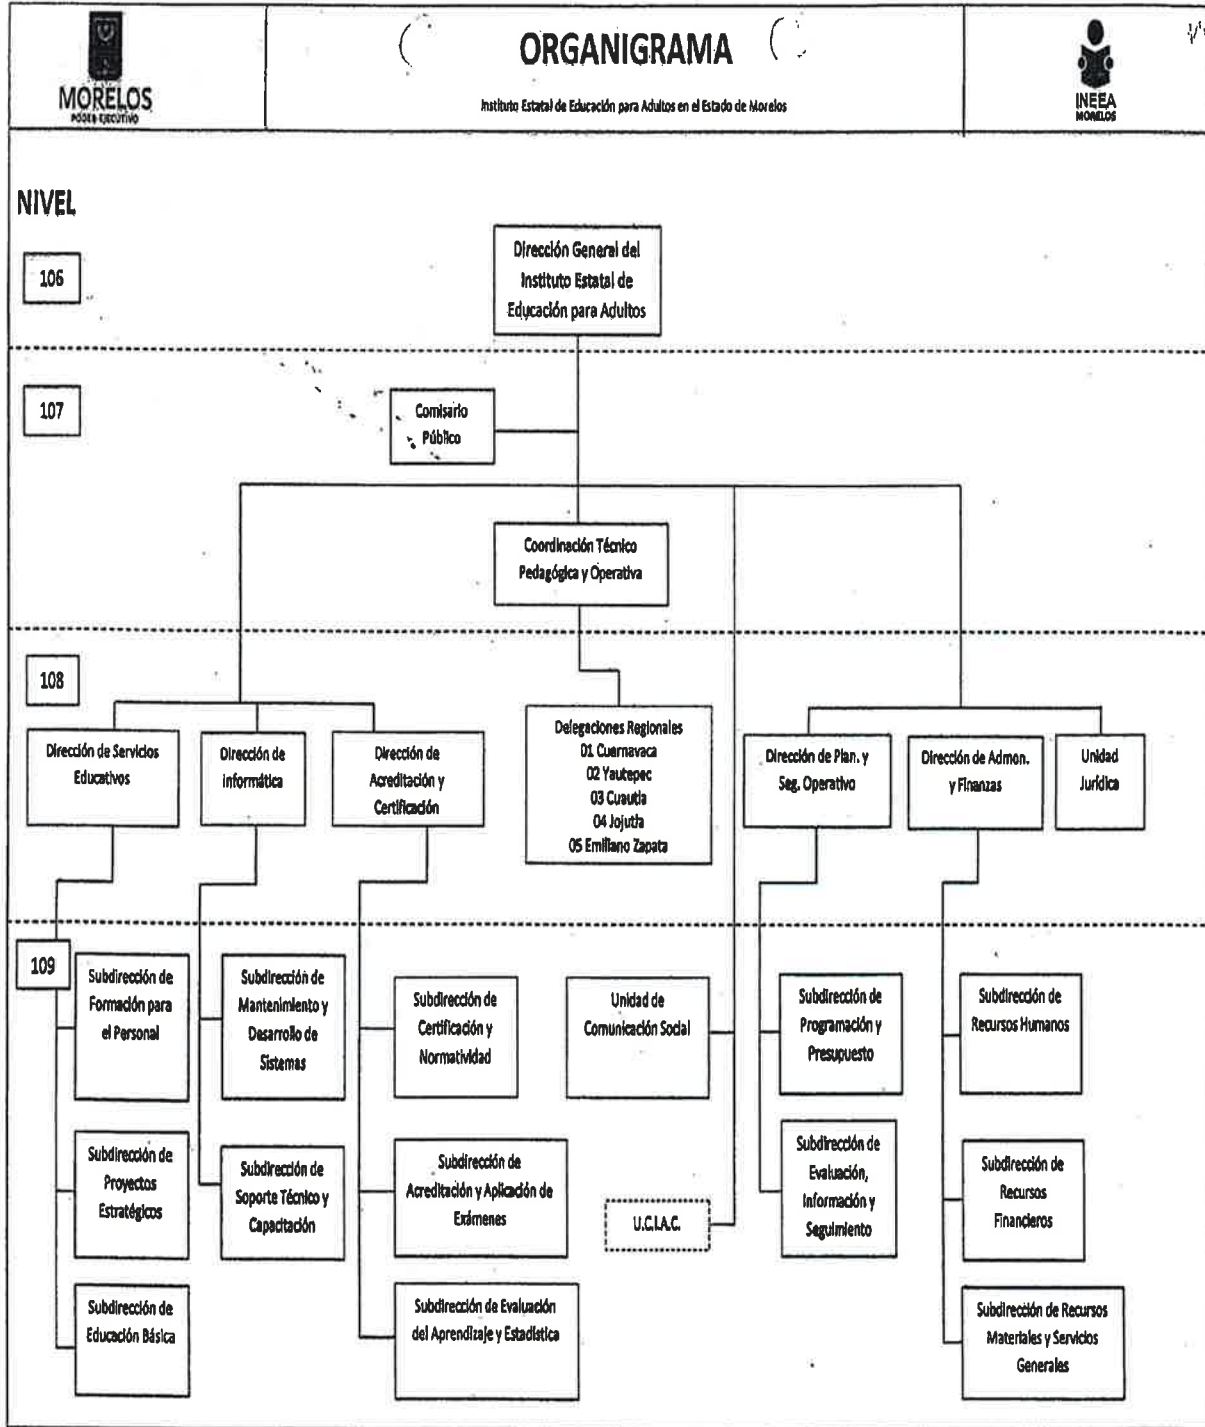 MORELOS
PODER EJECUTIVO
ORGANIGRAMA
Instituto Estatal de Educación para Adultos en el Estado de Morelos
INEEA
MORELOS
NIVEL
106
Dirección General del
Instituto Estatal de
Educación para Adultos
107
Comisario
Público
Coordinación Técnico
Pedagógica y Operativa
108
Dirección de Servicios
Educativos
Dirección de
informática
Dirección de
Acreditación y
Certificación
Delegaciones Regionales
01 Cuernavaca
02 Yautepec
03 Cuautla
04 Jojutla
05 Emiliano Zapata
Dirección de Plan. y
Seg. Operativo
Dirección de Admon.
y Finanzas
Unidad
Jurídica
109
Subdirección de
Formación para
el Personal
Subdirección de
Mantenimiento y
Desarrollo de
Sistemas
Subdirección de
Certificación y
Normatividad
Unidad de
Comunicación Social
Subdirección de
Programación y
Presupuesto
Subdirección de
Recursos Humanos
Subdirección de
Proyectos
Estratégicos
Subdirección de
Soporte Técnico y
Capacitación
Subdirección de
Acreditación y Aplicación de
Exámenes
U.C.I.A.C.
Subdirección de
Evaluación,
Información y
Seguimiento
Subdirección de
Recursos
Financieros
Subdirección de
Educación Básica
Subdirección de Evaluación
del Aprendizaje y Estadística
Subdirección de Recursos
Materiales y Servicios
Generales